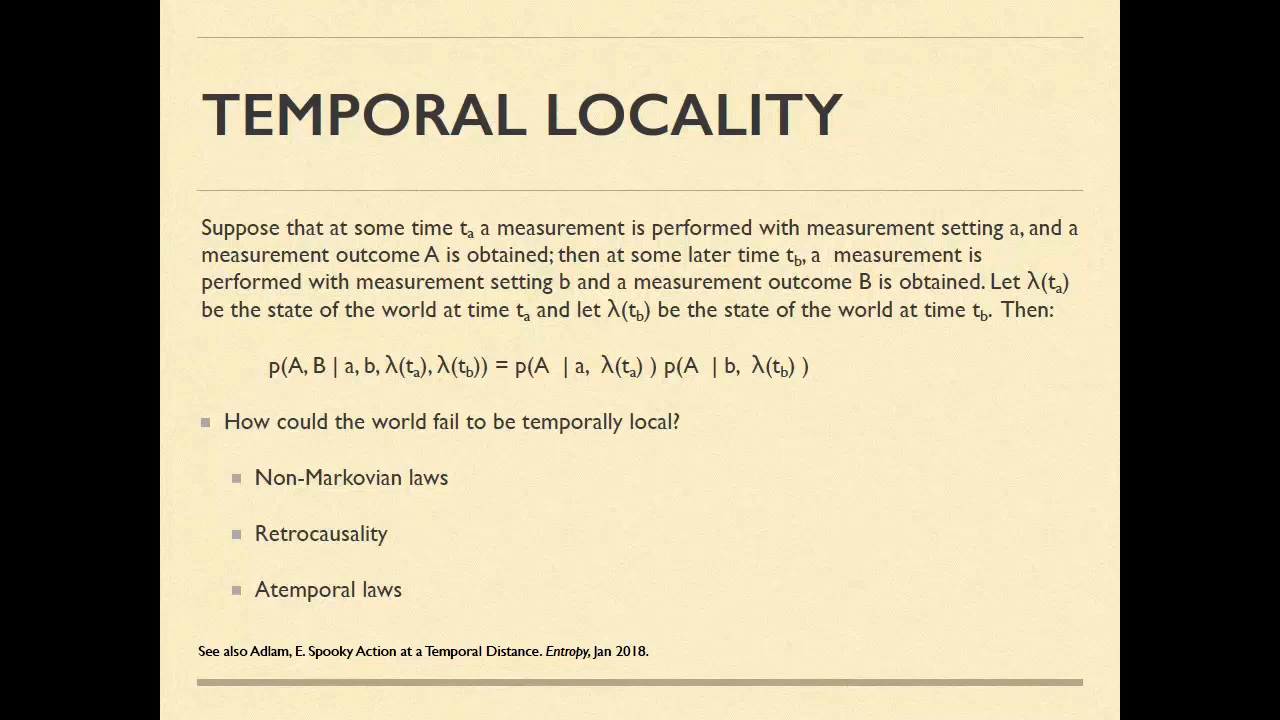 TEMPORAL LOCALITY
Suppose that at some time tₐ a measurement is performed with measurement setting a, and a
measurement outcome A is obtained; then at some later time t_b, a measurement is
performed with measurement setting b and a measurement outcome B is obtained. Let λ(tₐ)
be the state of the world at time tₐ and let λ(t_b) be the state of the world at time t_b. Then:
p(A, B | a, b, λ(tₐ), λ(t_b)) = p(A | a, λ(tₐ) ) p(A | b, λ(t_b) )
How could the world fail to be temporally local?
Non-Markovian laws
Retrocausality
Atemporal laws
See also Adlam, E. Spooky Action at a Temporal Distance. Entropy, Jan 2018.